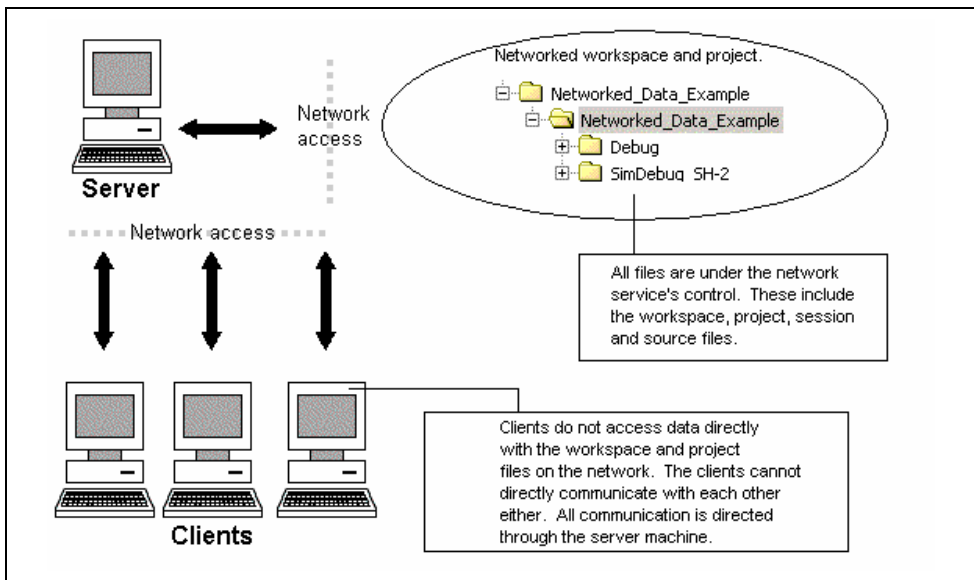 Networked workspace and project.
Networked_Data_Example
Networked_Data_Example
Debug
SimDebug_SH-2
Network
access
Server
Network access
All files are under the network
service's control. These include
the workspace, project, session
and source files.
Clients do not access data directly
with the workspace and project
files on the network. The clients cannot
directly communicate with each other
either. All communication is directed
through the server machine.
Clients